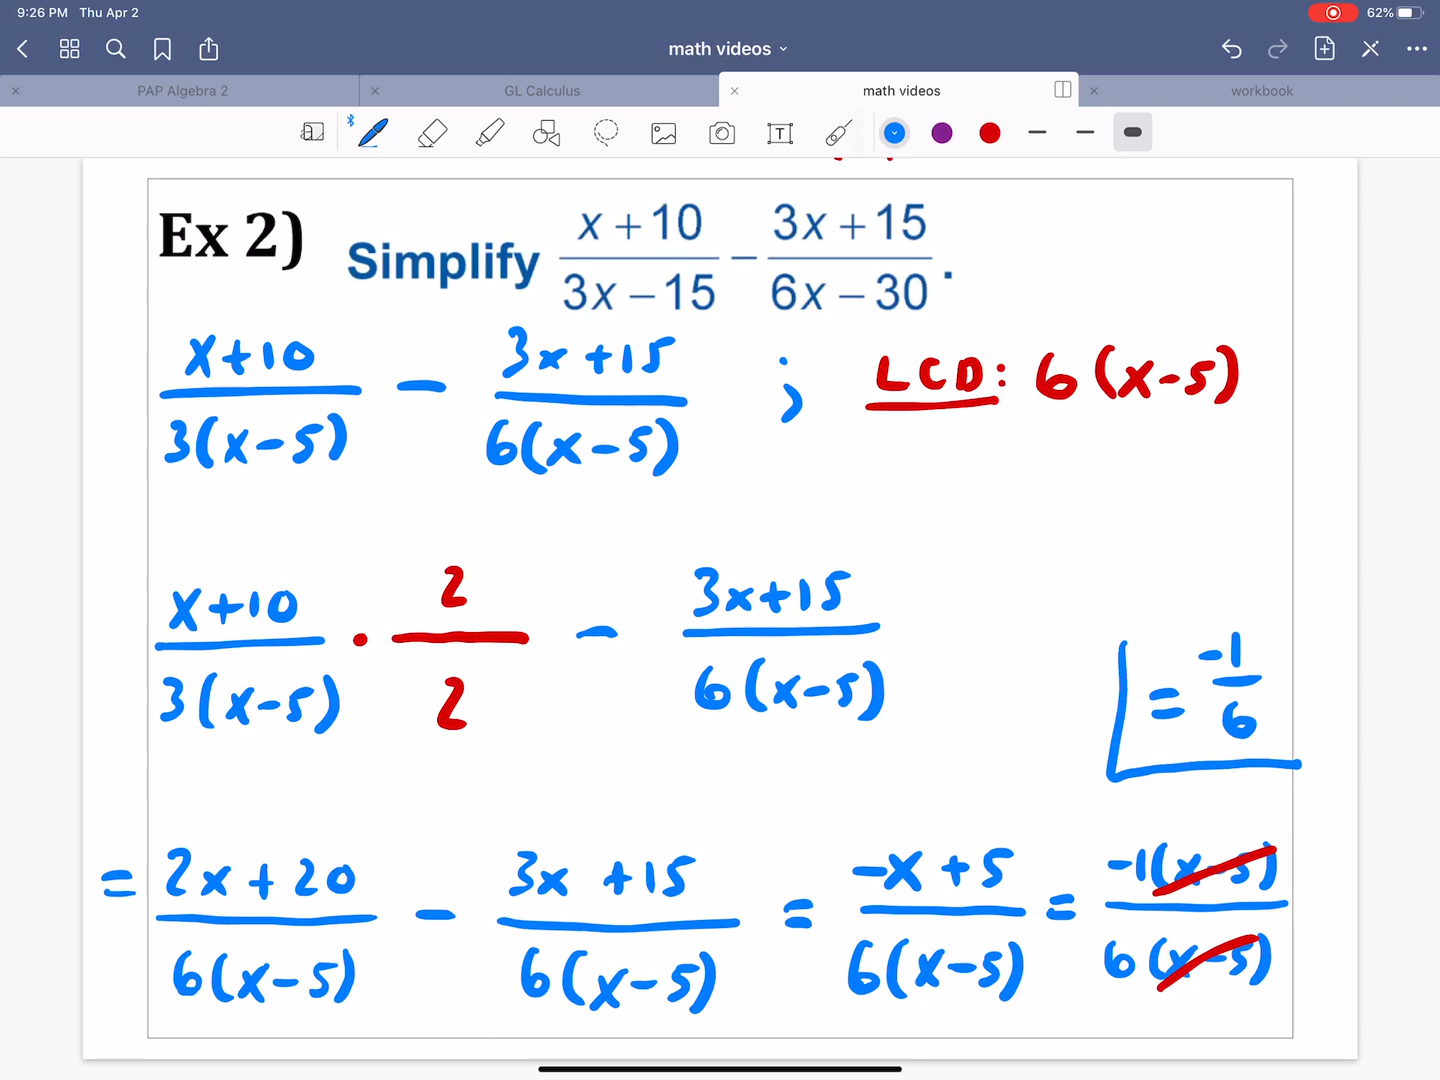 9:26 PM Thu Apr 2
62%
math videos
PAP Algebra 2
GL Calculus
math videos
workbook
T
Ex 2) Simplify (x + 10)/(3x − 15) − (3x + 15)/(6x − 30).
(x+10)/(3(x-5)) - (3x+15)/(6(x-5)) ; LCD: 6(x-5)
(x+10)/(3(x-5)) • 2/2 - (3x+15)/(6(x-5))
= -1/6
= (2x+20)/(6(x-5)) - (3x+15)/(6(x-5)) = (-x+5)/(6(x-5)) = (-1(x-5))/(6(x-5))